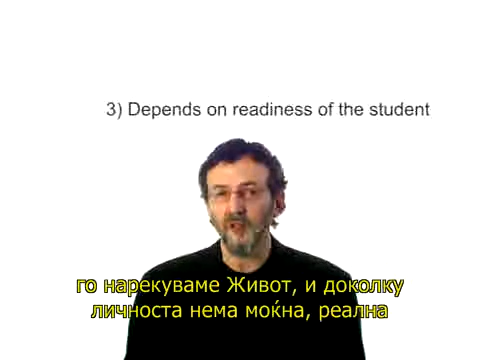 3) Depends on readiness of the student
го нарекуваме Живот, и доколку
личноста нема моќна, реална